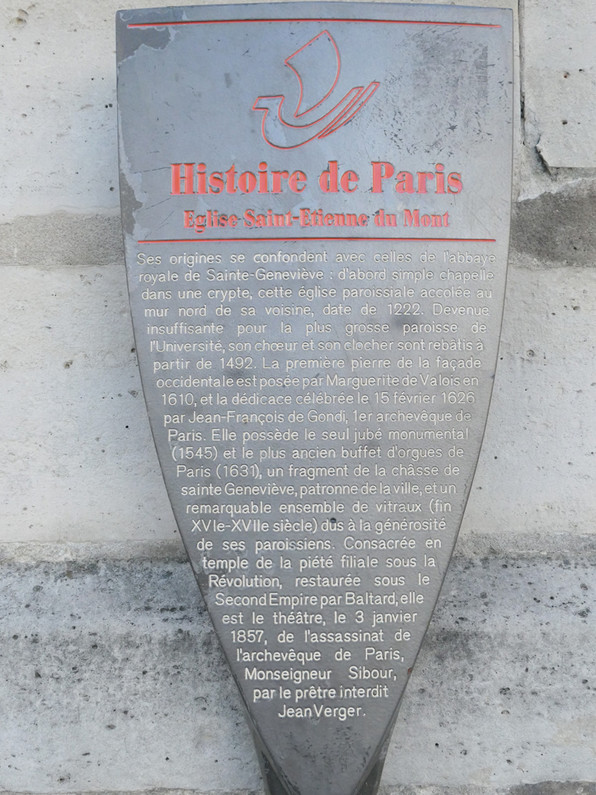 Histoire de Paris
Eglise Saint-Etienne du Mont
Ses origines se confondent avec celles de l'abbaye
royale de Sainte-Geneviève : d'abord simple chapelle
dans une crypte, cette église paroissiale accolée au
mur nord de sa voisine, date de 1222. Devenue
insuffisante pour la plus grosse paroisse de
l'Université, son chœur et son clocher sont rebâtis à
partir de 1492. La première pierre de la façade
occidentale est posée par Marguerite de Valois en
1610, et la dédicace célébrée le 15 février 1626
par Jean-François de Gondi, 1er archevêque de
Paris. Elle possède le seul jubé monumental
(1545) et le plus ancien buffet d'orgues de
Paris (1631), un fragment de la châsse de
sainte Geneviève, patronne de la ville, et un
remarquable ensemble de vitraux (fin
XVIe-XVIIe siècle) dus à la générosité
de ses paroissiens. Consacrée en
temple de la piété filiale sous la
Révolution, restaurée sous le
Second Empire par Baltard, elle
est le théâtre, le 3 janvier
1857, de l'assassinat de
l'archevêque de Paris,
Monseigneur Sibour,
par le prêtre interdit
Jean Verger.